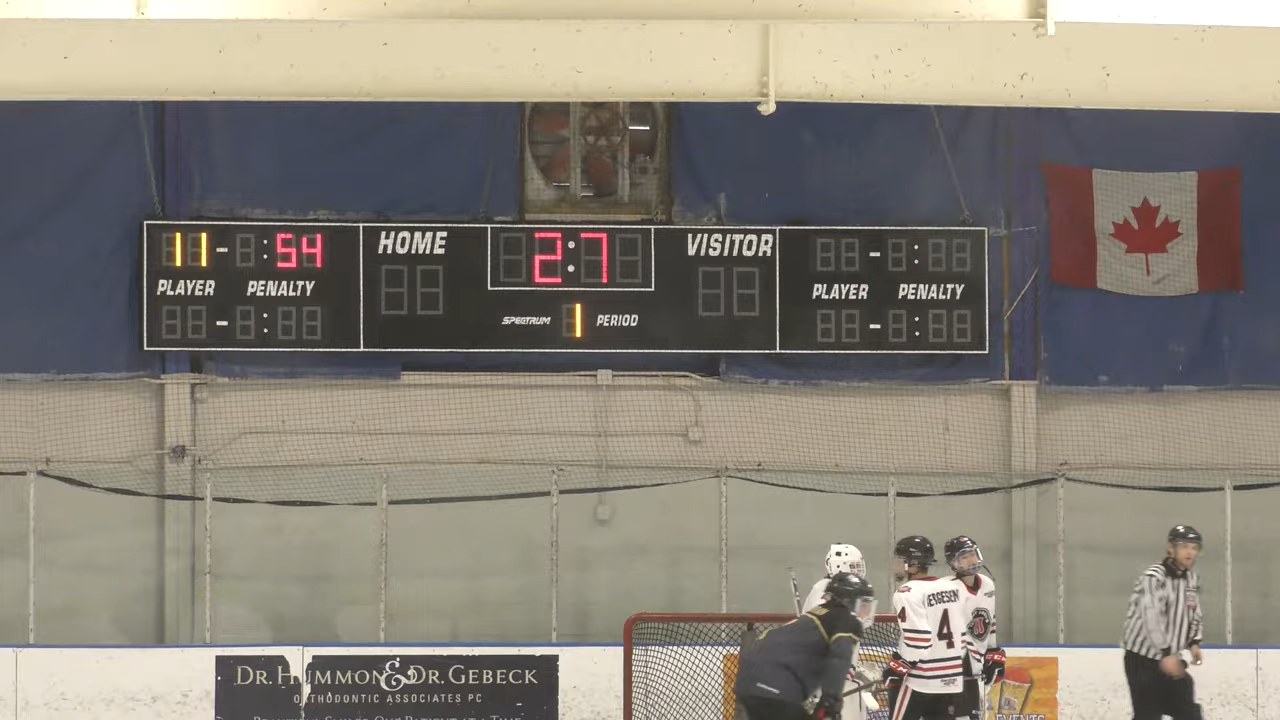 11 - : 54
HOME
2:7
VISITOR
- :
PLAYER PENALTY
PLAYER PENALTY
SPECTRUM 1 PERIOD
4
DR. HUMMON & DR. GEBECK
ORTHODONTIC ASSOCIATES PC